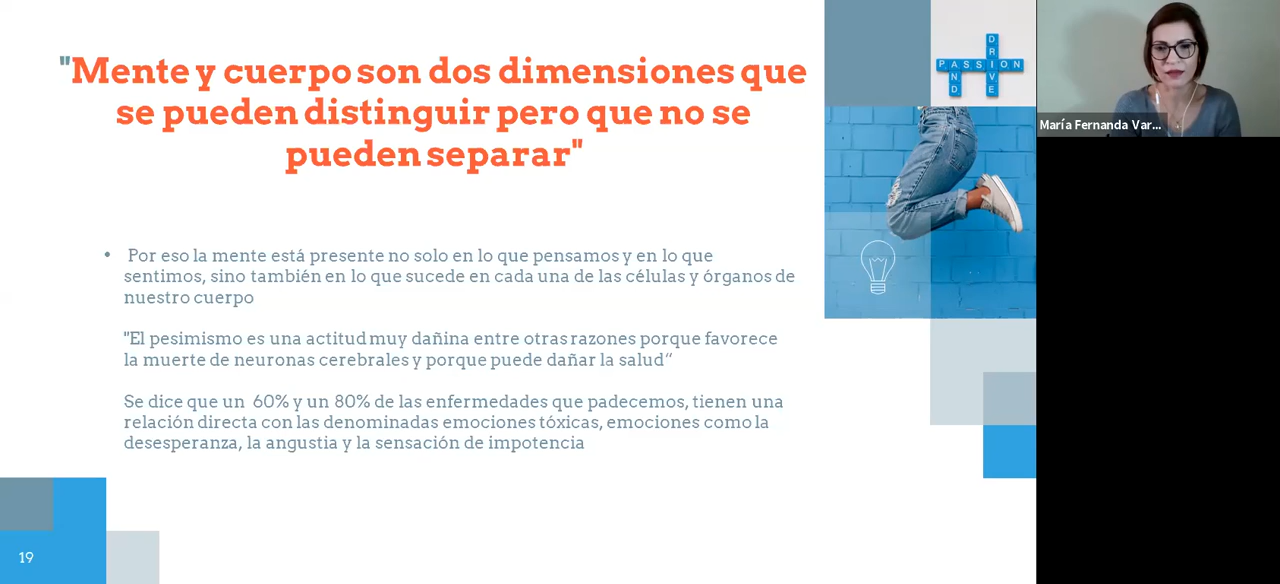 "Mente y cuerpo son dos dimensiones que
se pueden distinguir pero que no se
pueden separar"
• Por eso la mente está presente no solo en lo que pensamos y en lo que
sentimos, sino también en lo que sucede en cada una de las células y órganos de
nuestro cuerpo
"El pesimismo es una actitud muy dañina entre otras razones porque favorece
la muerte de neuronas cerebrales y porque puede dañar la salud“
Se dice que un  60% y un 80% de las enfermedades que padecemos, tienen una
relación directa con las denominadas emociones tóxicas, emociones como la
desesperanza, la angustia y la sensación de impotencia
19
DRIVE
PASSION
AND
María Fernanda Var...